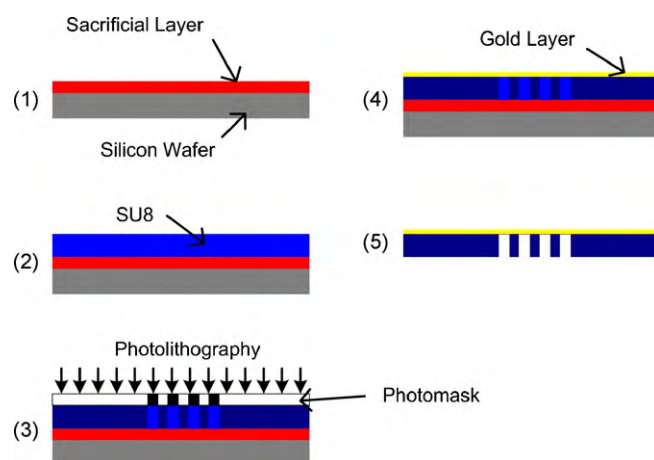 Sacrificial Layer
(1)
Silicon Wafer
SU8
(2)
Photolithography
Photomask
(3)
Gold Layer
(4)
(5)